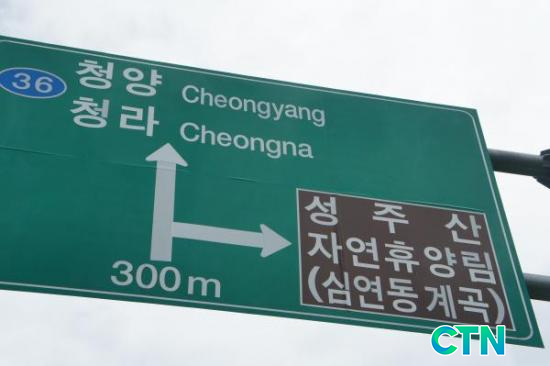 36
청양 Cheongyang
청라 Cheongna
300m
성주산
자연휴양림
(심연동계곡)
CTN